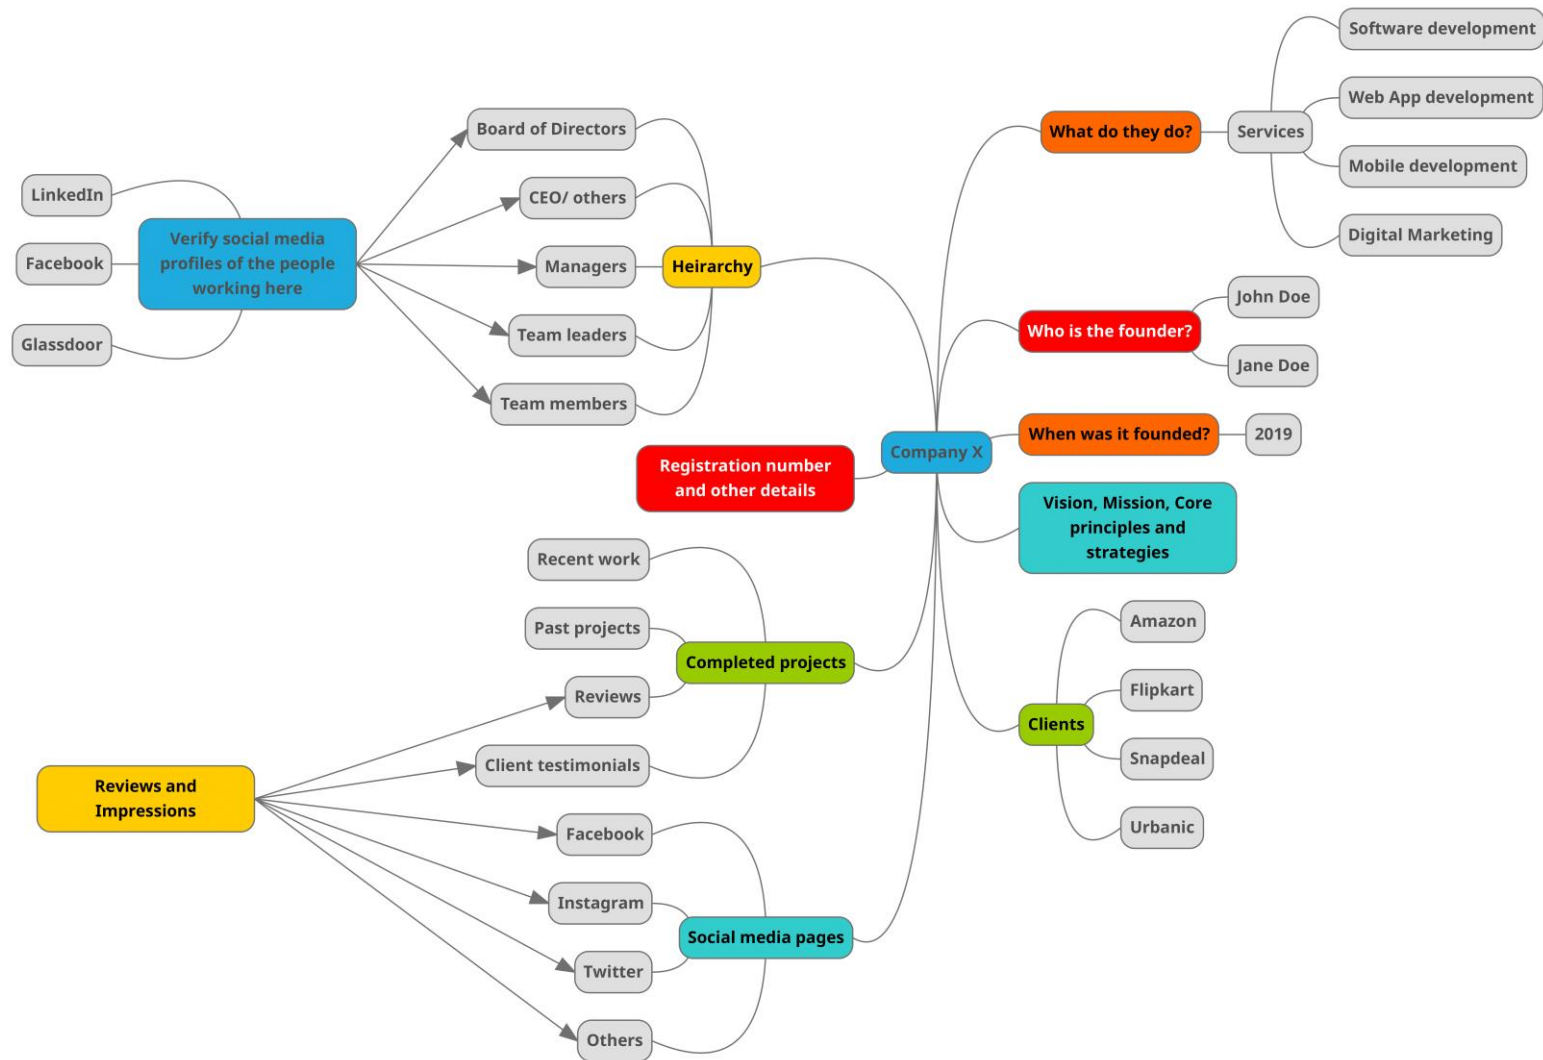 Software development
Web App development
What do they do?
Services
Mobile development
Digital Marketing
John Doe
Who is the founder?
Jane Doe
When was it founded?
2019
Company X
Vision, Mission, Core
principles and
strategies
Amazon
Flipkart
Clients
Snapdeal
Urbanic
Board of Directors
CEO/ others
Managers
Heirarchy
Team leaders
Team members
LinkedIn
Verify social media
profiles of the people
working here
Facebook
Glassdoor
Registration number
and other details
Recent work
Past projects
Completed projects
Reviews
Client testimonials
Reviews and
Impressions
Facebook
Instagram
Social media pages
Twitter
Others